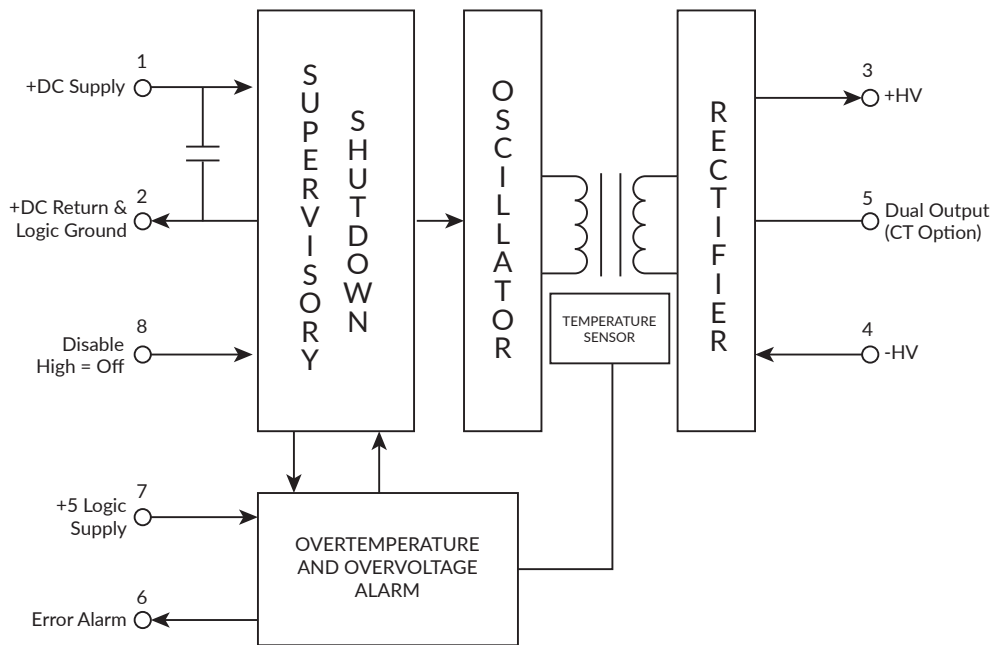 1
+DC Supply
2
+DC Return &
Logic Ground
8
Disable
High = Off
7
+5 Logic
Supply
6
Error Alarm
SUPERVISORY
SHUTDOWN
OSCILLATOR
TEMPERATURE
SENSOR
RECTIFIER
OVERTEMPERATURE
AND OVERVOLTAGE
ALARM
3
+HV
5
Dual Output
(CT Option)
4
-HV